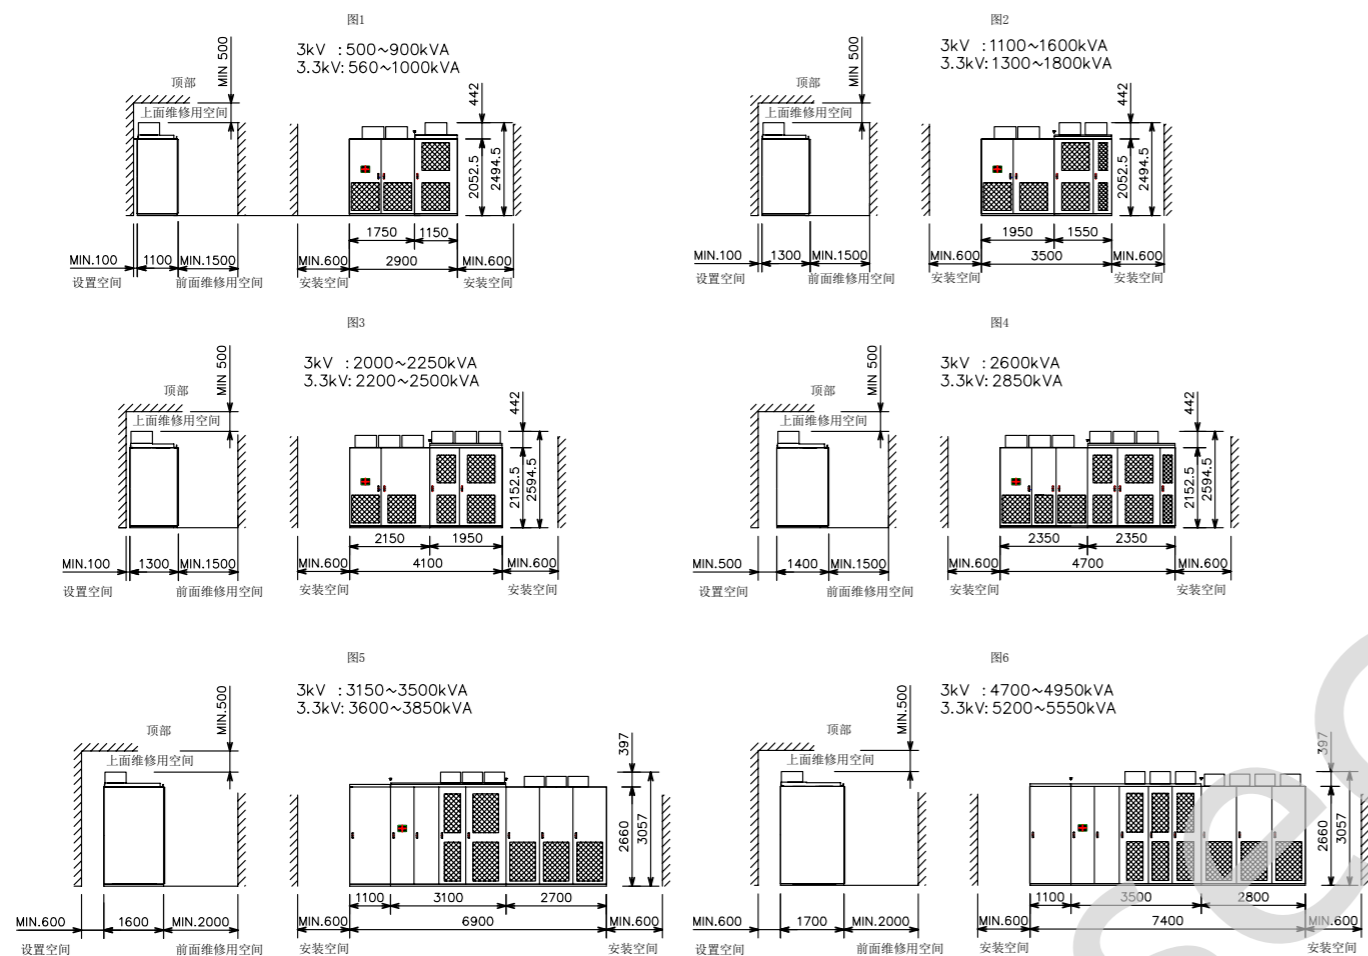 图1
3kV :500~900kVA
3.3kV:560~1000kVA
MIN 500
顶部
上面维修用空间
442
2052.5
2494.5
1750
1150
MIN.100
1100
MIN.1500
MIN.600
2900
MIN.600
设置空间
前面维修用空间
安装空间
安装空间
图2
3kV :1100~1600kVA
3.3kV:1300~1800kVA
MIN 500
顶部
上面维修用空间
442
2052.5
2494.5
1950
1550
MIN.100
1300
MIN.1500
MIN.600
3500
MIN.600
设置空间
前面维修用空间
安装空间
安装空间
图3
3kV :2000~2250kVA
3.3kV:2200~2500kVA
MIN 500
顶部
上面维修用空间
442
2152.5
2594.5
2150
1950
MIN.100
1300
MIN.1500
MIN.600
4100
MIN.600
设置空间
前面维修用空间
安装空间
安装空间
图4
3kV :2600kVA
3.3kV:2850kVA
MIN 500
顶部
上面维修用空间
442
2152.5
2594.5
2350
2350
MIN.500
1400
MIN.1500
MIN.600
4700
MIN.600
设置空间
前面维修用空间
安装空间
安装空间
图5
3kV :3150~3500kVA
3.3kV:3600~3850kVA
MIN.500
顶部
上面维修用空间
397
2660
3057
1100
3100
2700
MIN.600
1600
MIN.2000
MIN.600
6900
MIN.600
设置空间
前面维修用空间
安装空间
安装空间
图6
3kV :4700~4950kVA
3.3kV:5200~5550kVA
MIN.500
顶部
上面维修用空间
397
2660
3057
1100
3500
2800
MIN.600
1700
MIN.2000
MIN.600
7400
MIN.600
设置空间
前面维修用空间
安装空间
安装空间